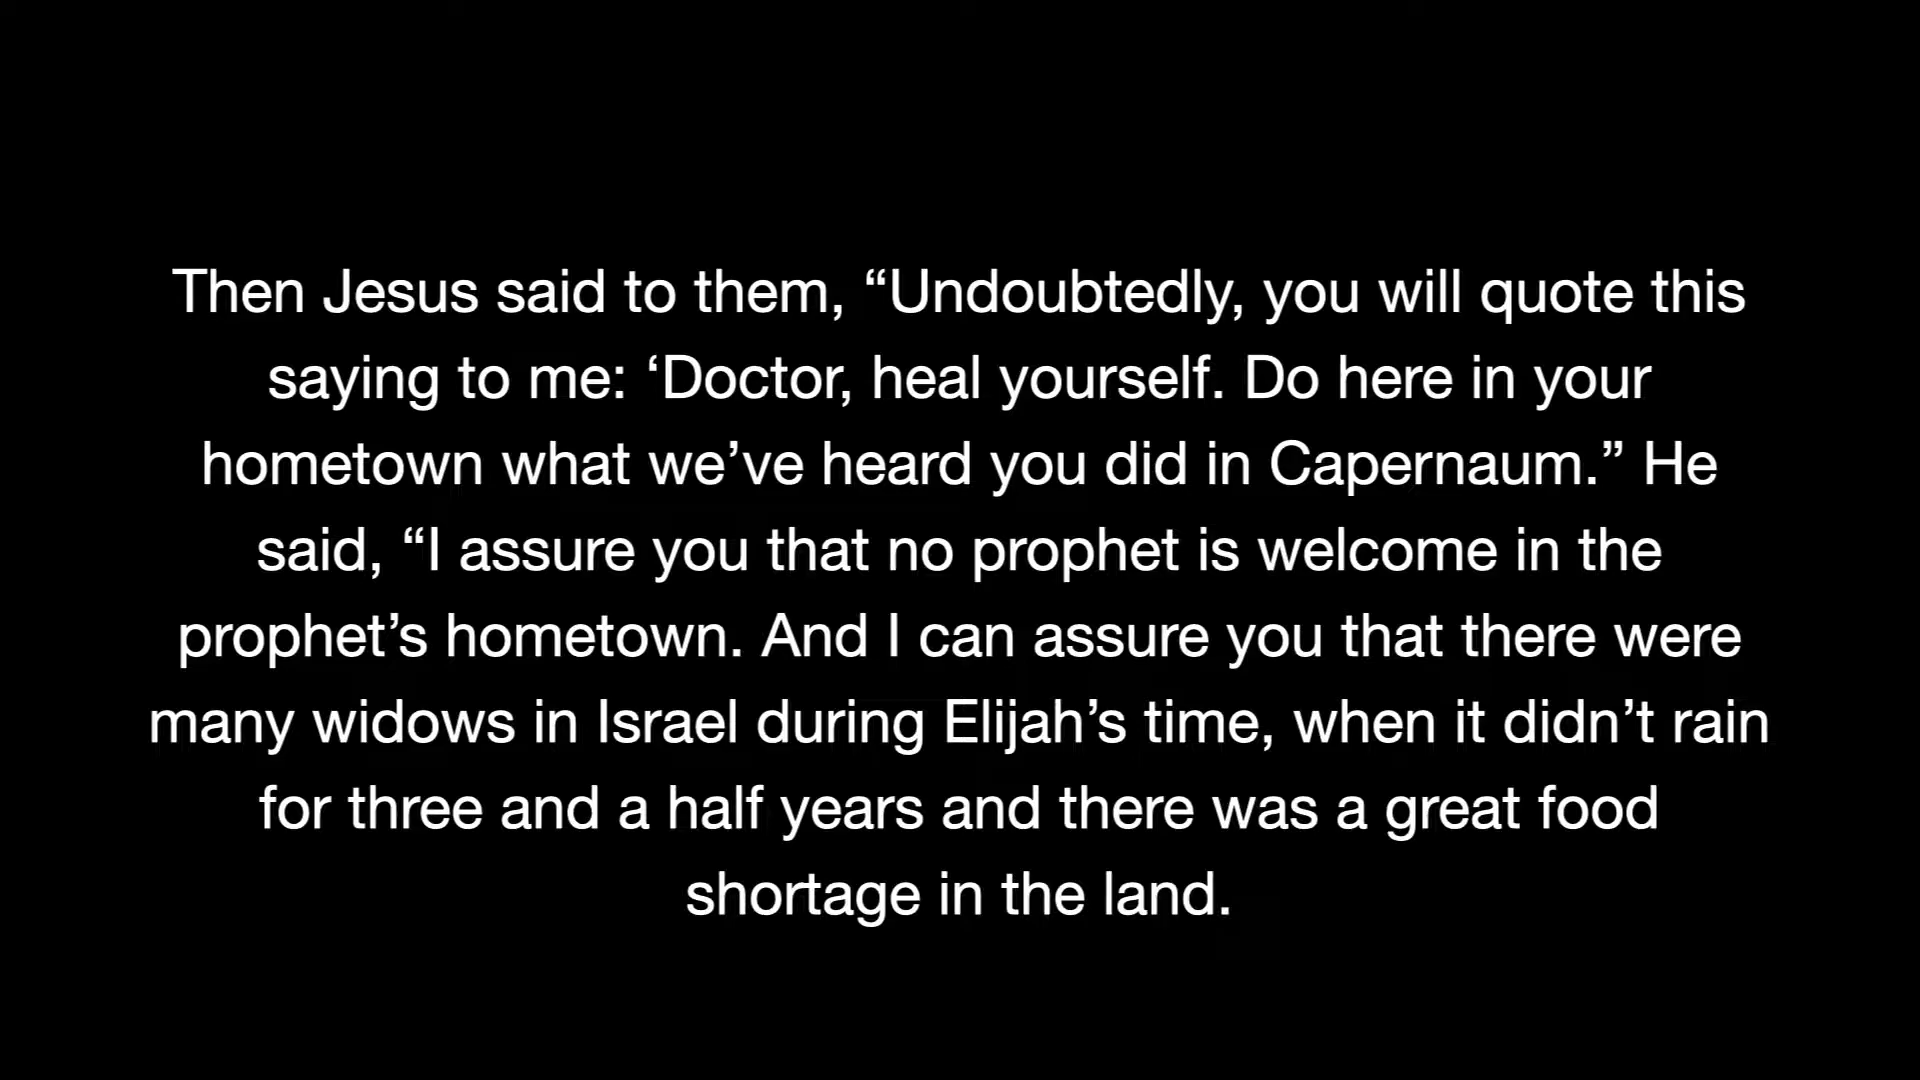 Then Jesus said to them, “Undoubtedly, you will quote this
saying to me: ‘Doctor, heal yourself. Do here in your
hometown what we’ve heard you did in Capernaum.” He
said, “I assure you that no prophet is welcome in the
prophet’s hometown. And I can assure you that there were
many widows in Israel during Elijah’s time, when it didn’t rain
for three and a half years and there was a great food
shortage in the land.